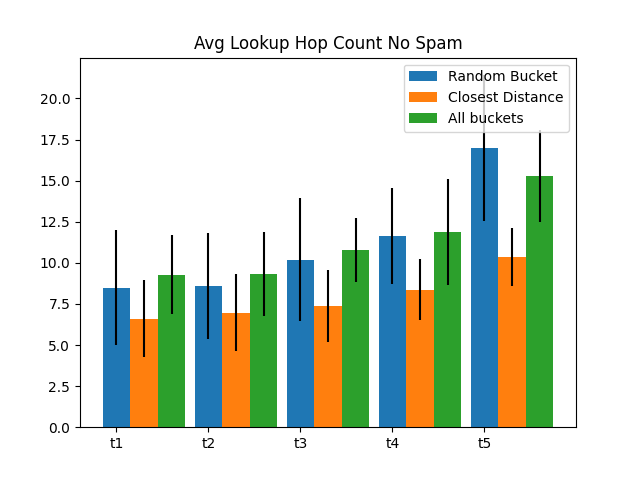 Avg Lookup Hop Count No Spam
Random Bucket
Closest Distance
All buckets
20.0
17.5
15.0
12.5
10.0
7.5
5.0
2.5
0.0
t1 t2 t3 t4 t5